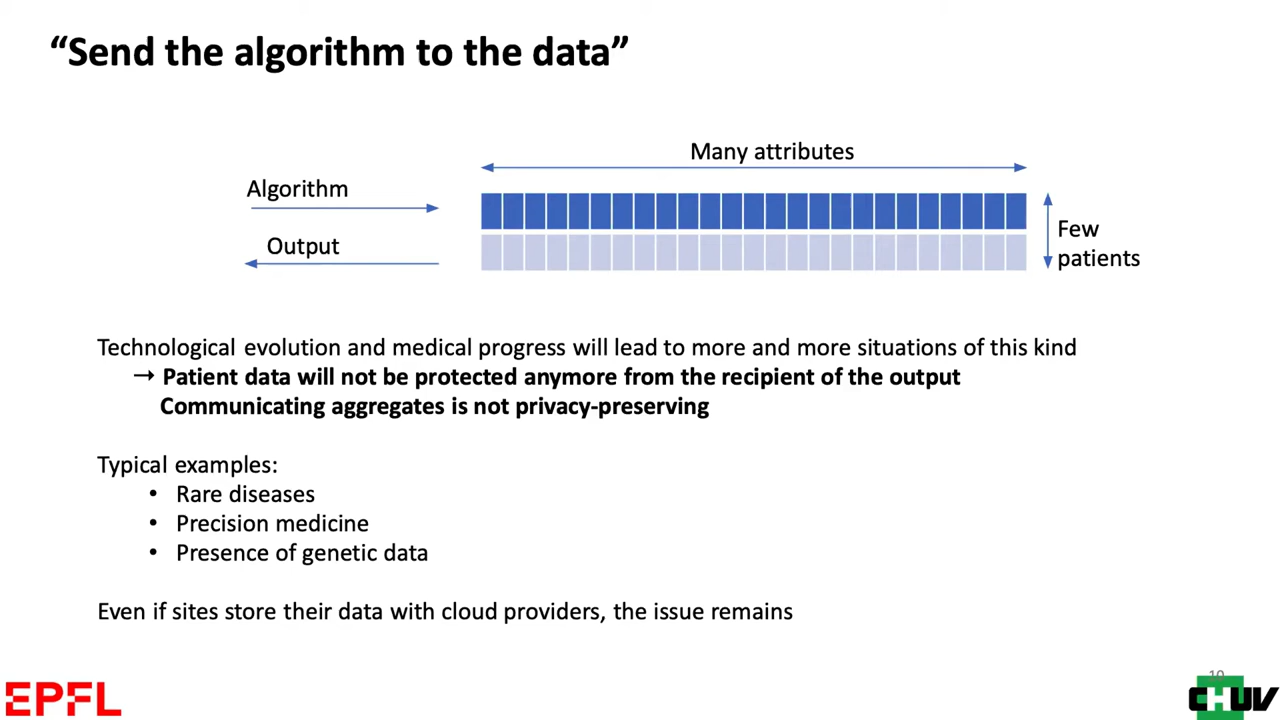 “Send the algorithm to the data”
Many attributes
Algorithm
Output
Few
patients
Technological evolution and medical progress will lead to more and more situations of this kind
→ Patient data will not be protected anymore from the recipient of the output
Communicating aggregates is not privacy-preserving
Typical examples:
• Rare diseases
• Precision medicine
• Presence of genetic data
Even if sites store their data with cloud providers, the issue remains
EPFL
10
CHUV